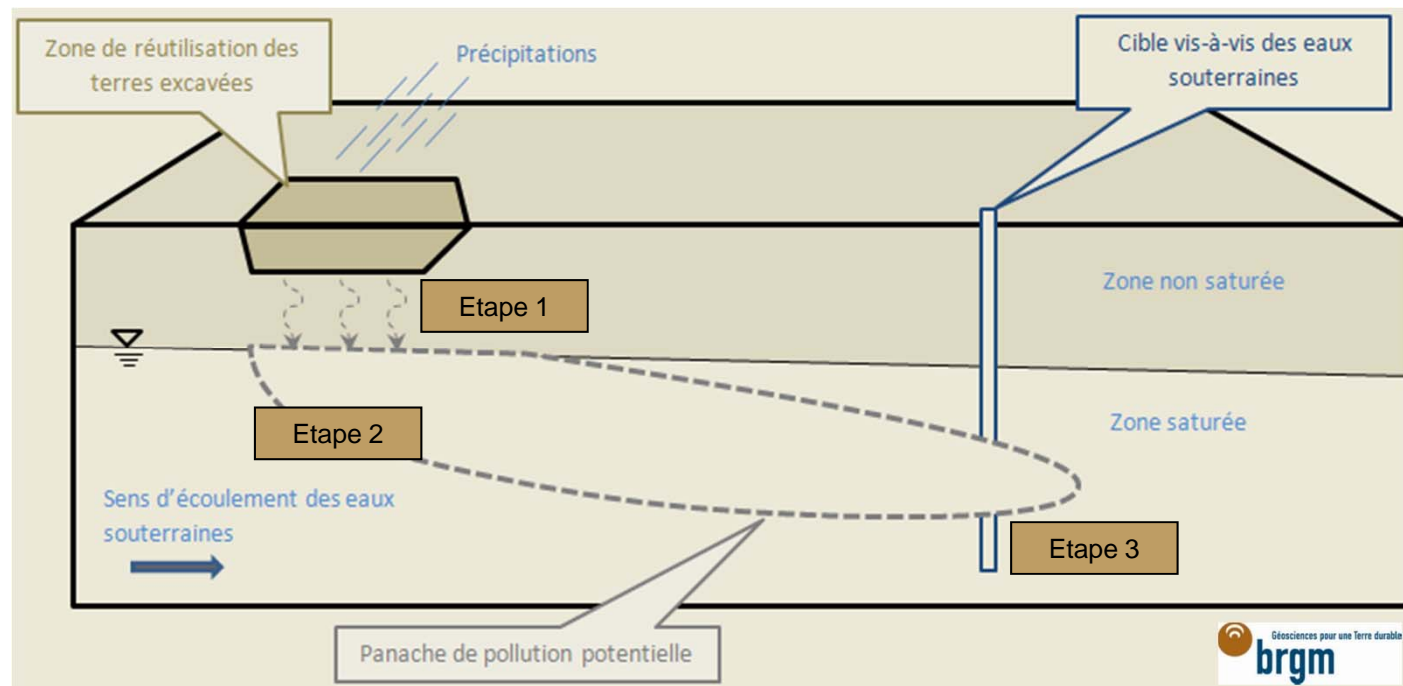 Zone de réutilisation des
terres excavées
Précipitations
Cible vis-à-vis des eaux
souterraines
Etape 1
Zone non saturée
Etape 2
Zone saturée
Sens d'écoulement des eaux
souterraines
Etape 3
Panache de pollution potentielle
Géosciences pour une Terre durable
brgm